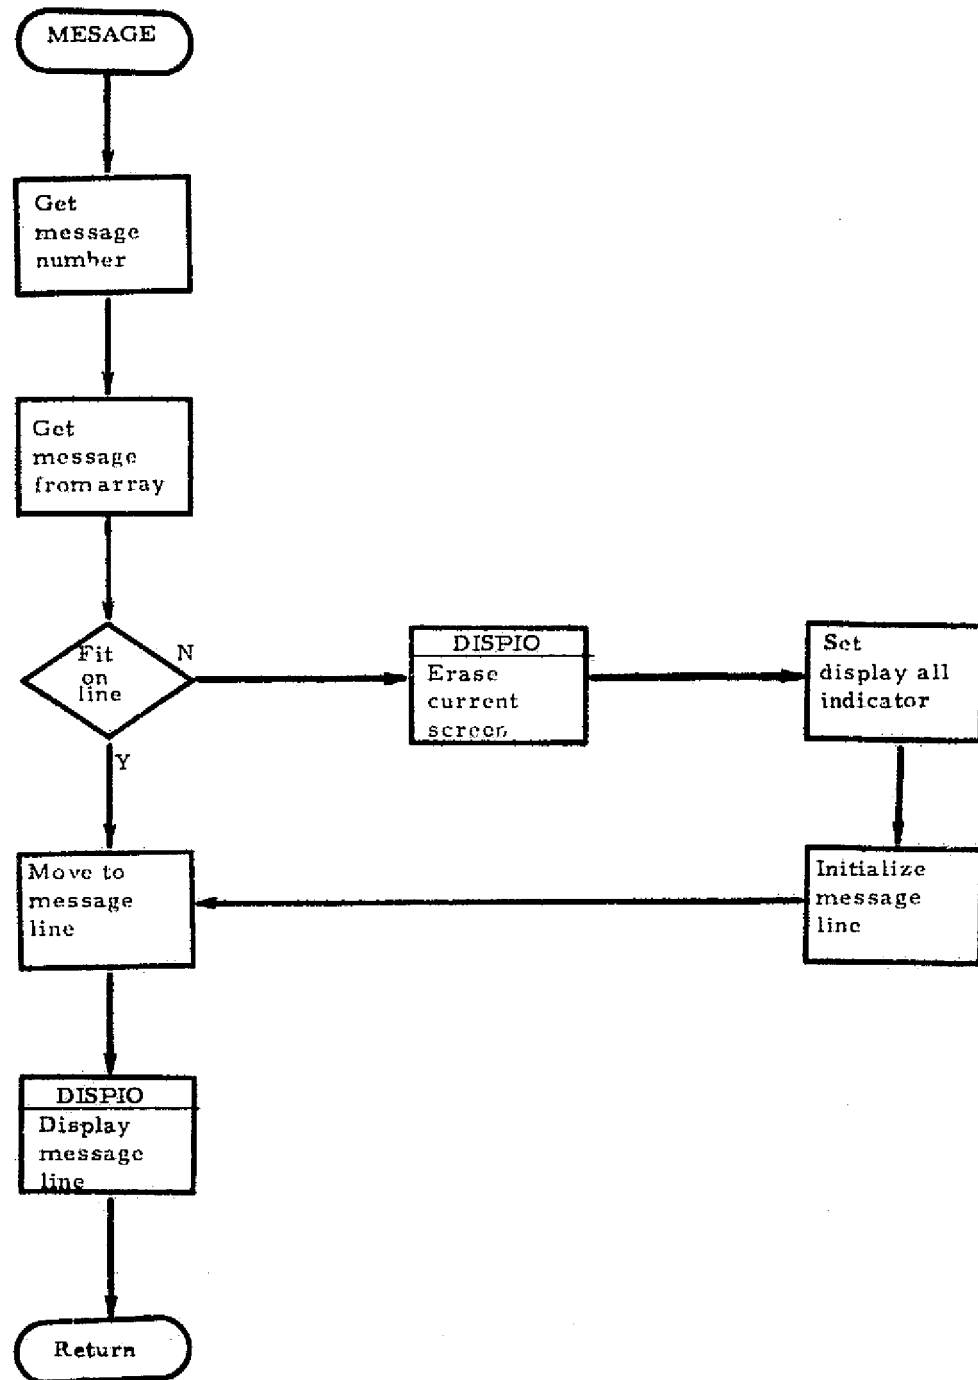 MESAGE
Get
message
number
Get
message
from array
Fit
on
line
N
DISPIO
Erase
current
screen
Set
display all
indicator
Y
Move to
message
line
Initialize
message
line
DISPIO
Display
message
line
Return